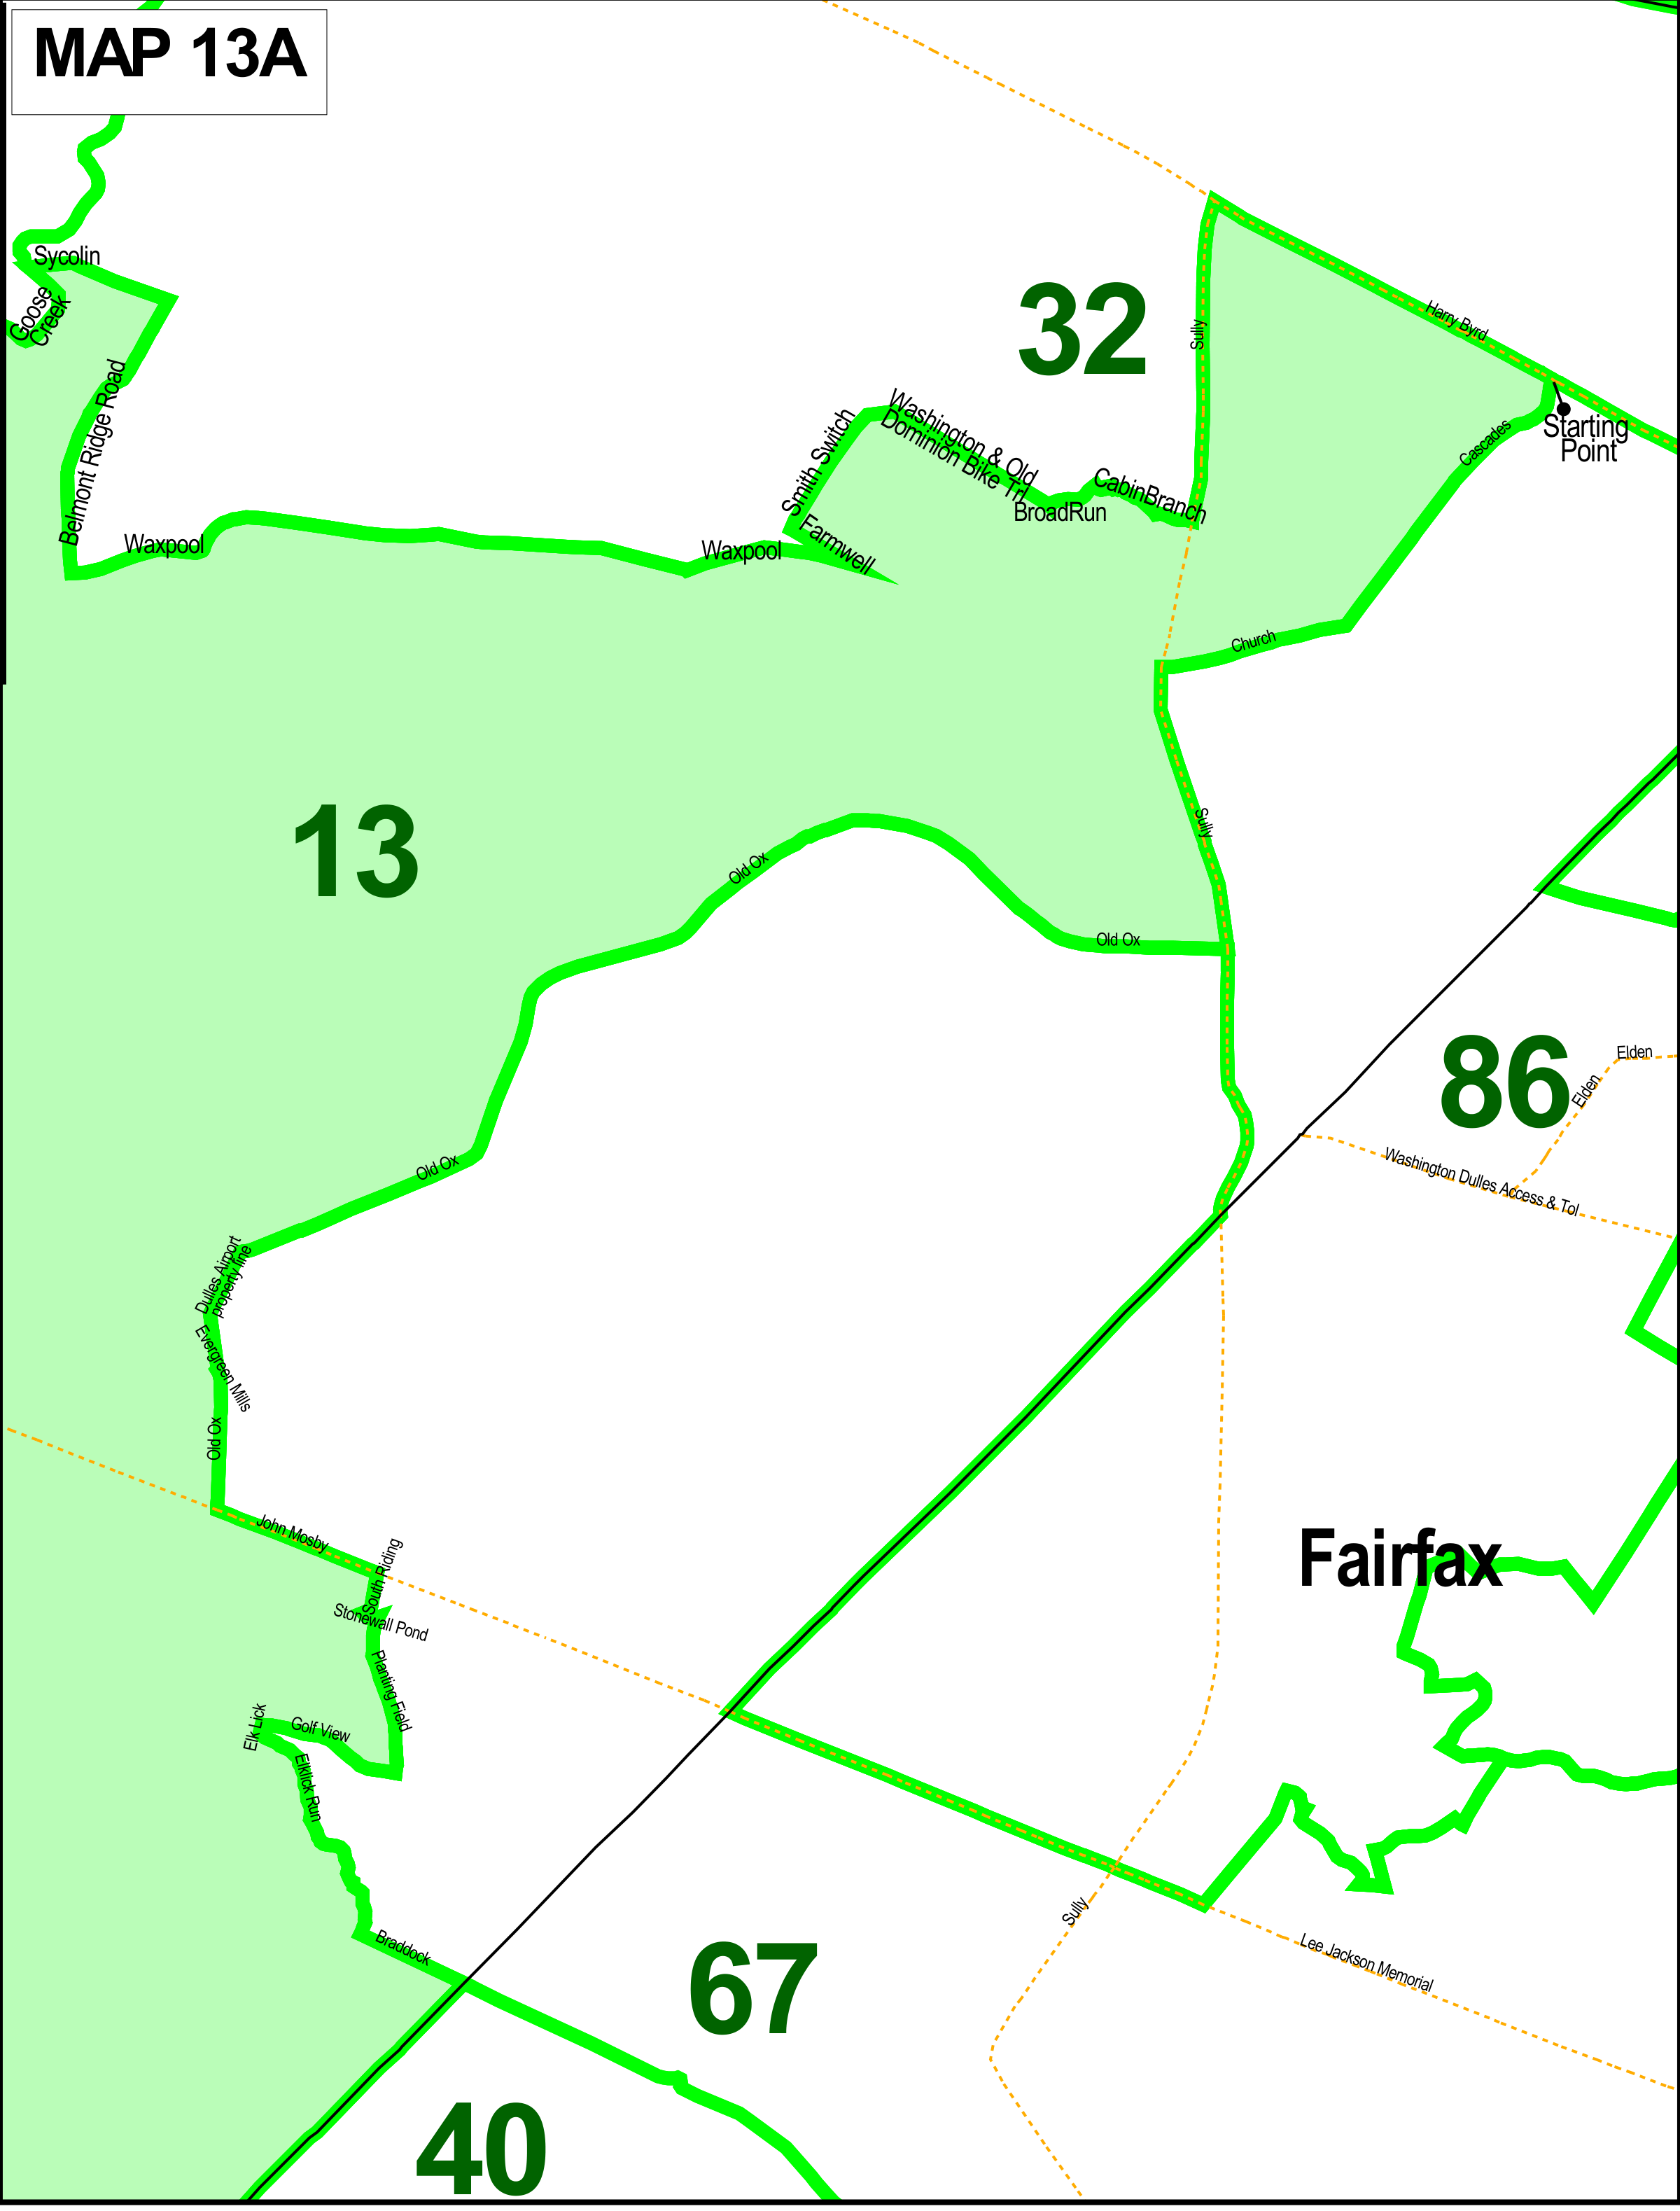 MAP 13A
Sycolin
Goose
Creek
32
Sully
Harry Byrd
Starting
Point
Cascades
Belmont Ridge Road
Smith Switch
Washington & Old
Dominion Bike Trl
CabinBranch
BroadRun
Waxpool
Waxpool
Farmwell
Church
13
Sully
Old Ox
Old Ox
86
Elden
Elden
Old Ox
Washington Dulles Access & Tol
Dulles Airport
property line
Evergreen Mills
Old Ox
John Mosby
South Riding
Fairfax
Stonewall Pond
Planting Field
Elk Lick
Golf View
Elklick Run
Sully
Braddock
Lee Jackson Memorial
67
40